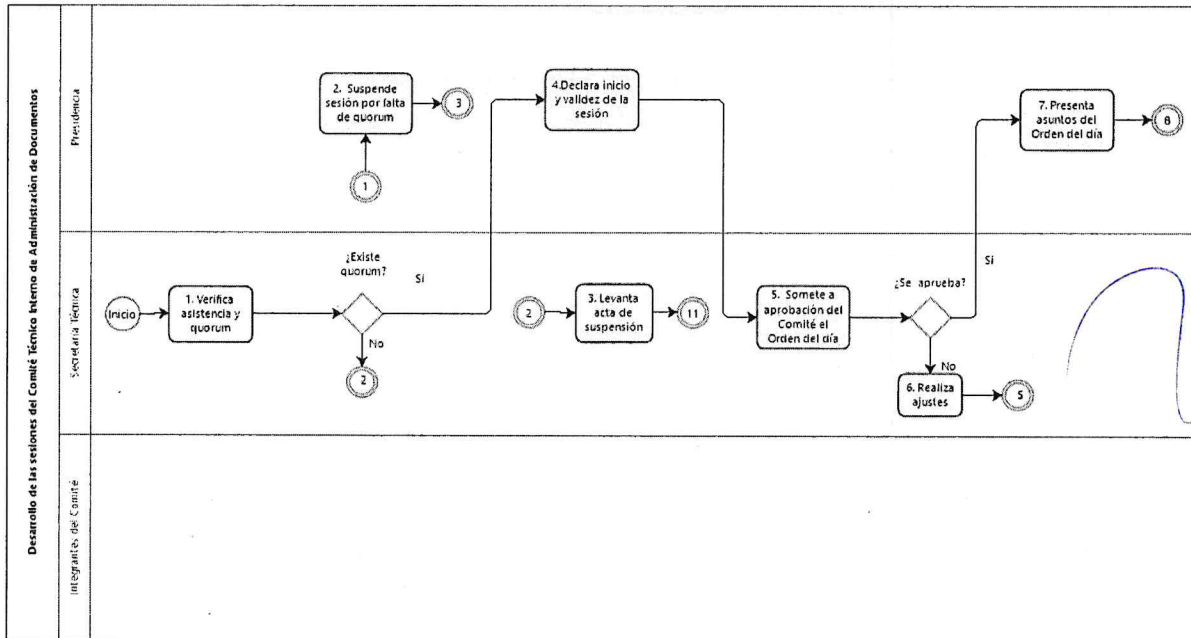 Desarrollo de las sesiones del Comité Técnico Interno de Administración de Documentos
Presidencia
2. Suspende
sesión por falta
de quorum
3
1
4.Declara inicio
y validez de la
sesión
7. Presenta
asuntos del
Orden del día
8
Secretaría Técnica
Inicio
1. Verifica
asistencia y
quorum
¿Existe
quorum?
Sí
No
2
2
3. Levanta
acta de
suspensión
11
5. Somete a
aprobación del
Comité el
Orden del día
¿Se aprueba?
Sí
No
6. Realiza
ajustes
5
Integrantes del Comité